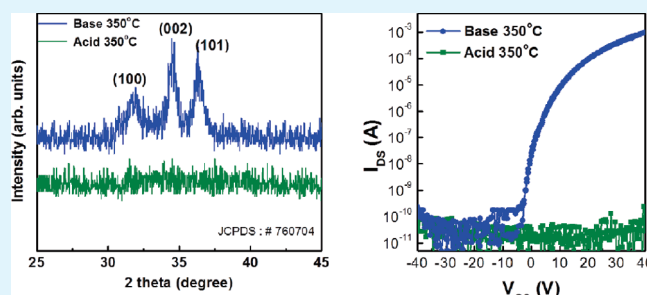 Base 350°C
Acid 350°C
(002)
(101)
(100)
Intensity (arb. units)
JCPDS : # 760704
25 30 35 40 45
2 theta (degree)
Base 350°C
Acid 350°C
10⁻³
10⁻⁴
10⁻⁵
10⁻⁶
10⁻⁷
10⁻⁸
10⁻⁹
10⁻¹⁰
10⁻¹¹
I_DS (A)
-40 -30 -20 -10 0 10 20 30 40
(V)